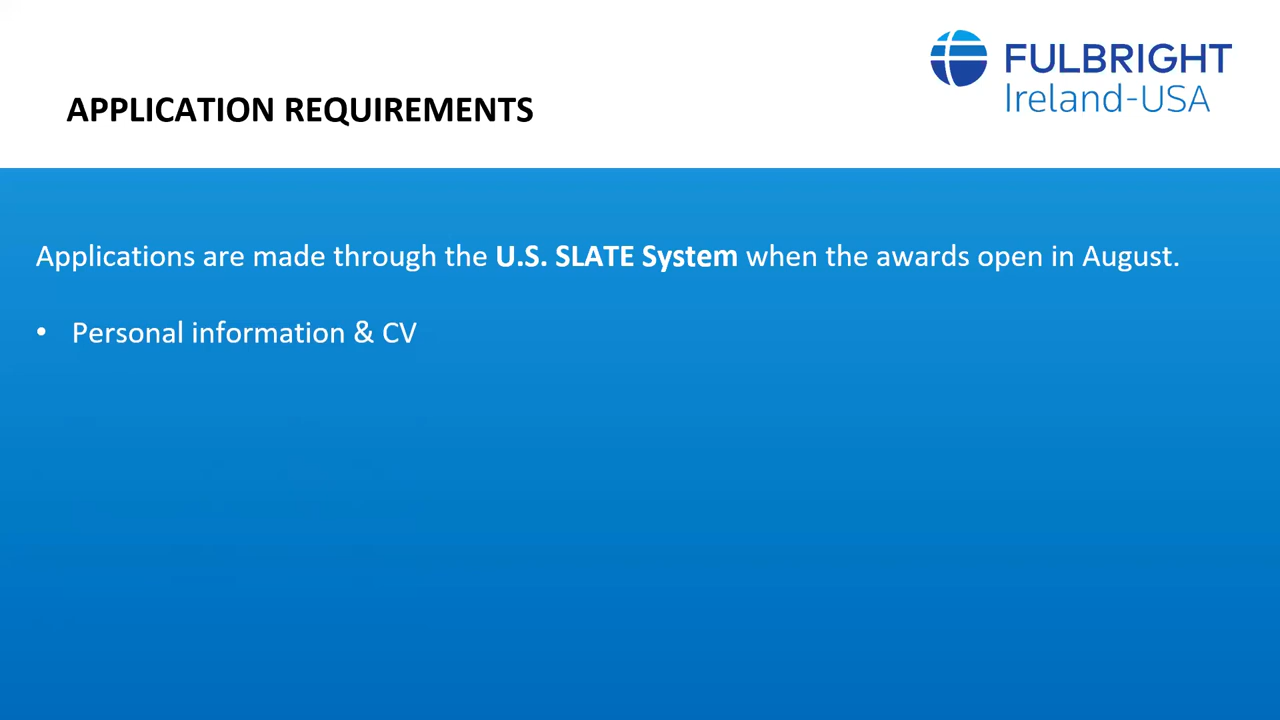 FULBRIGHT
Ireland-USA
APPLICATION REQUIREMENTS
Applications are made through the U.S. SLATE System when the awards open in August.
• Personal information & CV